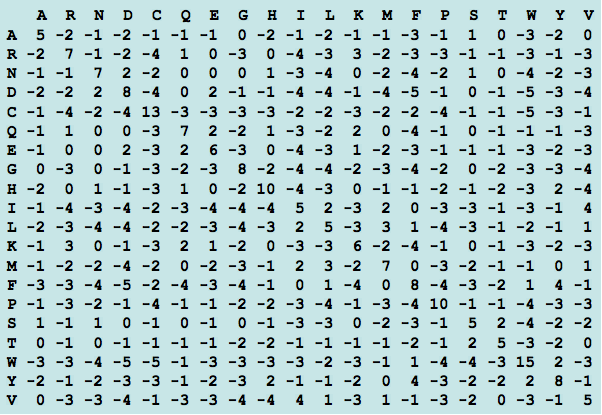 A R N D C Q E G H I L K M F P S T W Y V
A 5 -2 -1 -2 -1 -1 -1 0 -2 -1 -2 -1 -1 -3 -1 1 0 -3 -2 0
R -2 7 -1 -2 -4 1 0 -3 0 -4 -3 3 -2 -3 -3 -1 -1 -3 -1 -3
N -1 -1 7 2 -2 0 0 0 1 -3 -4 0 -2 -4 -2 1 0 -4 -2 -3
D -2 -2 2 8 -4 0 2 -1 -1 -4 -4 -1 -4 -5 -1 0 -1 -5 -3 -4
C -1 -4 -2 -4 13 -3 -3 -3 -3 -2 -2 -3 -2 -2 -4 -1 -1 -5 -3 -1
Q -1 1 0 0 -3 7 2 -2 1 -3 -2 2 0 -4 -1 0 -1 -1 -1 -3
E -1 0 0 2 -3 2 6 -3 0 -4 -3 1 -2 -3 -1 -1 -1 -3 -2 -3
G 0 -3 0 -1 -3 -2 -3 8 -2 -4 -4 -2 -3 -4 -2 0 -2 -3 -3 -4
H -2 0 1 -1 -3 1 0 -2 10 -4 -3 0 -1 -1 -2 -1 -2 -3 2 -4
I -1 -4 -3 -4 -2 -3 -4 -4 -4 5 2 -3 2 0 -3 -3 -1 -3 -1 4
L -2 -3 -4 -4 -2 -2 -3 -4 -3 2 5 -3 3 1 -4 -3 -1 -2 -1 1
K -1 3 0 -1 -3 2 1 -2 0 -3 -3 6 -2 -4 -1 0 -1 -3 -2 -3
M -1 -2 -2 -4 -2 0 -2 -3 -1 2 3 -2 7 0 -3 -2 -1 -1 0 1
F -3 -3 -4 -5 -2 -4 -3 -4 -1 0 1 -4 0 8 -4 -3 -2 1 4 -1
P -1 -3 -2 -1 -4 -1 -1 -2 -2 -3 -4 -1 -3 -4 10 -1 -1 -4 -3 -3
S 1 -1 1 0 -1 0 -1 0 -1 -3 -3 0 -2 -3 -1 5 2 -4 -2 -2
T 0 -1 0 -1 -1 -1 -1 -2 -2 -1 -1 -1 -1 -2 -1 2 5 -3 -2 0
W -3 -3 -4 -5 -5 -1 -3 -3 -3 -3 -2 -3 -1 1 -4 -4 -3 15 2 -3
Y -2 -1 -2 -3 -3 -1 -2 -3 2 -1 -1 -2 0 4 -3 -2 -2 2 8 -1
V 0 -3 -3 -4 -1 -3 -3 -4 -4 4 1 -3 1 -1 -3 -2 0 -3 -1 5